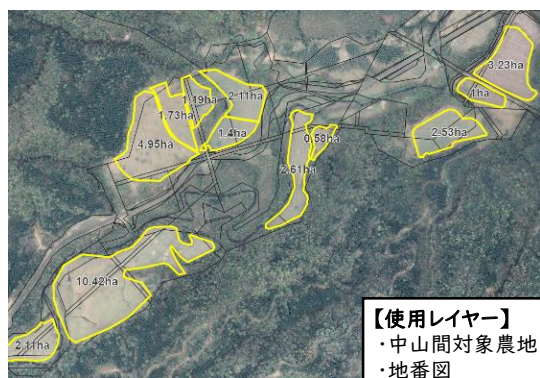 3.23ha
1ha
1.19ha
2.11ha
1.73ha
1.4ha
0.58ha
2.53ha
4.95ha
2.61ha
10.42ha
2.11ha
【使用レイヤー】
・中山間対象農地
・地番図